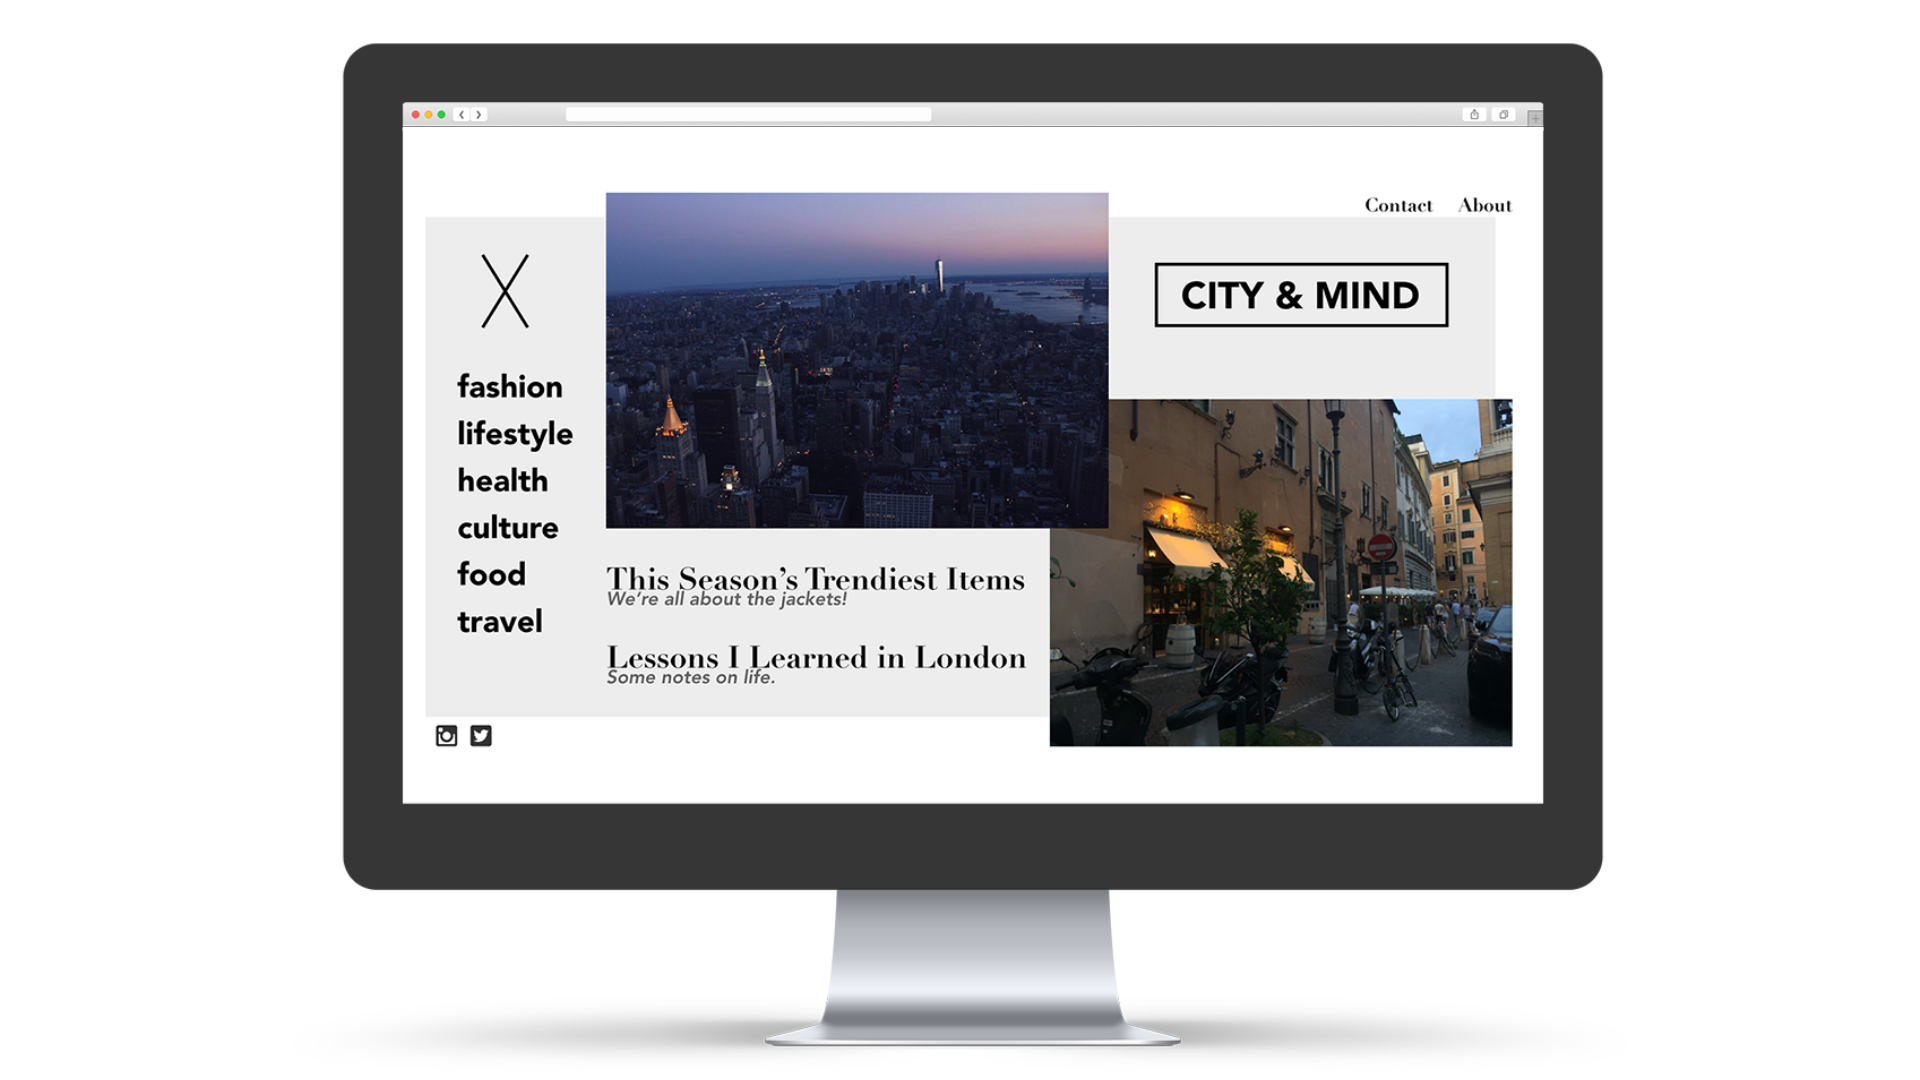 Contact About
CITY & MIND
X
fashion
lifestyle
health
culture
food
travel
This Season’s Trendiest Items
We’re all about the jackets!
Lessons I Learned in London
Some notes on life.